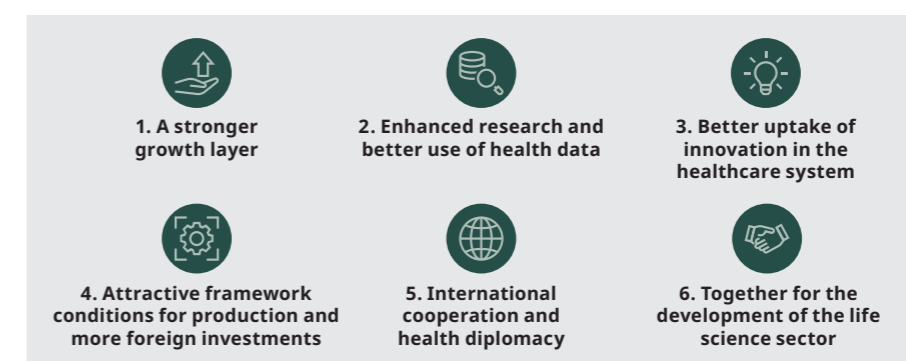 1. A stronger
growth layer
2. Enhanced research and
better use of health data
3. Better uptake of
innovation in the
healthcare system
4. Attractive framework
conditions for production and
more foreign investments
5. International
cooperation and
health diplomacy
6. Together for the
development of the life
science sector